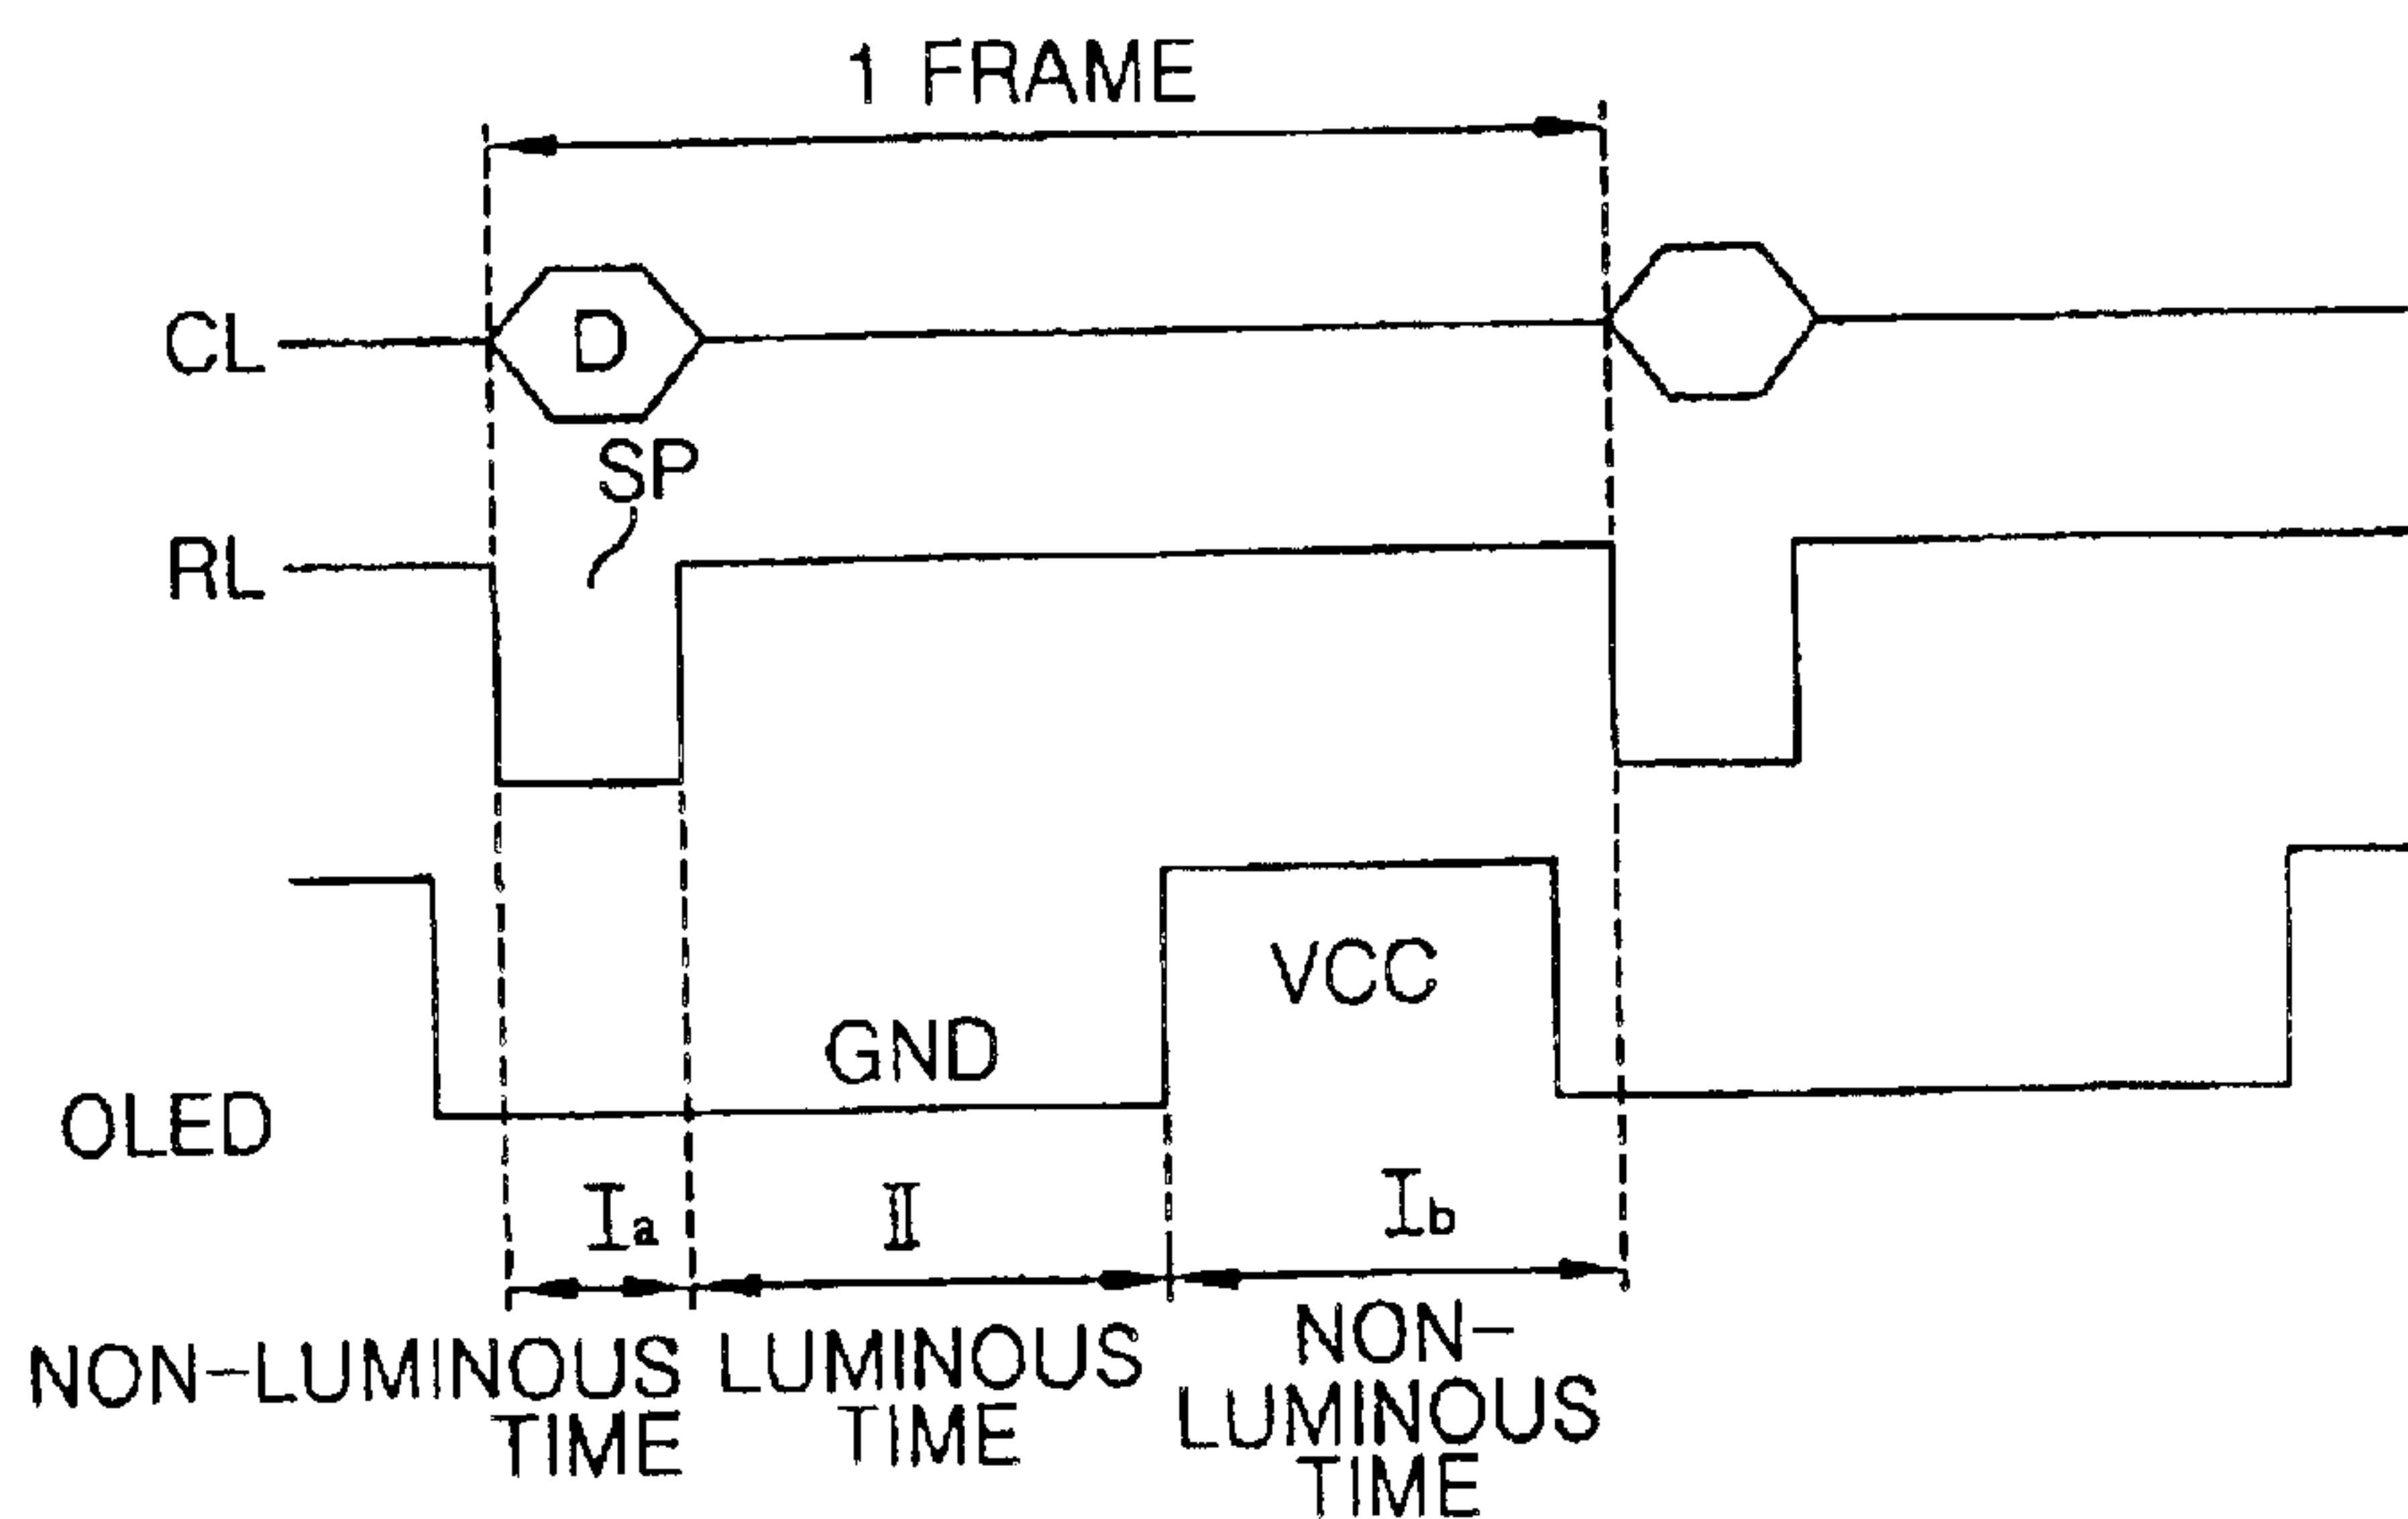 1 FRAME
CL
D
SP
RL
VCC
GND
OLED
Ia
II
Ib
NON-LUMINOUS
TIME
LUMINOUS
TIME
NON-
LUMINOUS
TIME